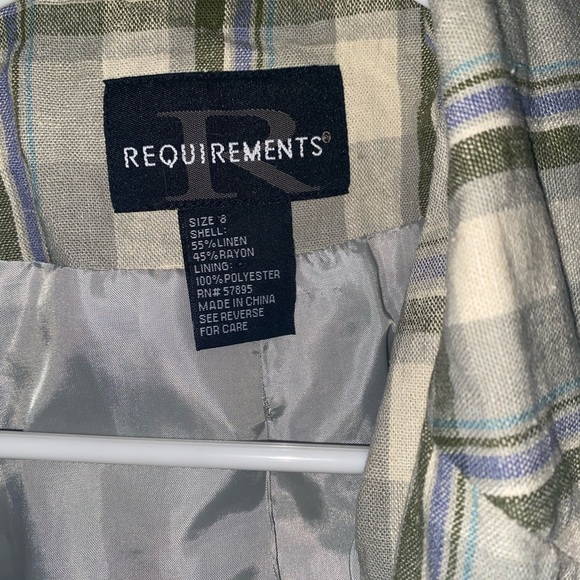 R
REQUIREMENTS®
SIZE 8
SHELL:
55% LINEN
45% RAYON
LINING:
100% POLYESTER
RN# 57895
MADE IN CHINA
SEE REVERSE
FOR CARE